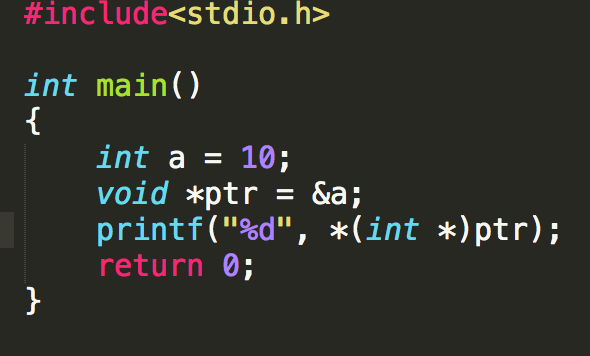 #include<stdio.h>
int main()
{
int a = 10;
void *ptr = &a;
printf("%d", *(int *)ptr);
return 0;
}